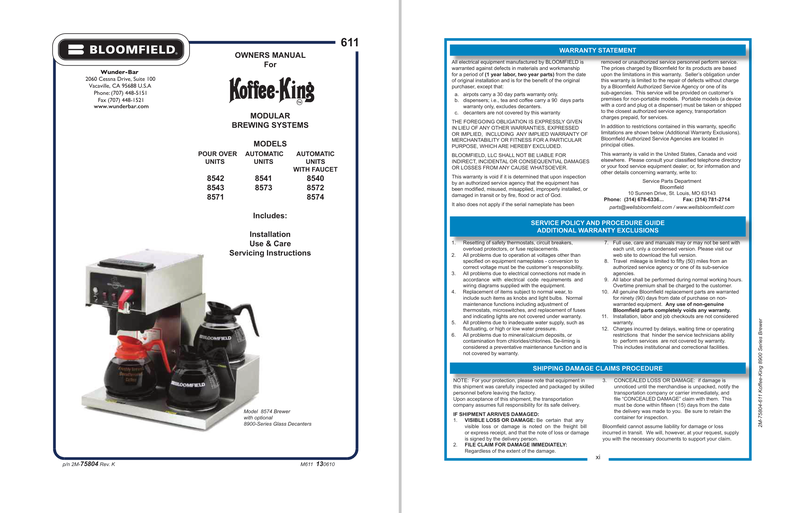 611
BLOOMFIELD
Wunder-Bar
2060 Cessna Drive, Suite 100
Vacaville, CA 95688 U.S.A
Phone: (707) 448-5151
Fax (707) 448-1521
www.wunderbar.com
OWNERS MANUAL
For
Koffee-King
MODULAR
BREWING SYSTEMS
MODELS
POUR OVER AUTOMATIC AUTOMATIC
UNITS UNITS UNITS
WITH FAUCET
8542 8541 8540
8543 8573 8572
8571 8574
Includes:
Installation
Use & Care
Servicing Instructions
BLOOMFIELD
BLOOMFIELD
BLOOMFIELD
Model 8574 Brewer
with optional
8900-Series Glass Decanters
p/n 2M-75804 Rev. K
M611 130610
WARRANTY STATEMENT
All electrical equipment manufactured by BLOOMFIELD is
warranted against defects in materials and workmanship
for a period of (1 year labor, two year parts) from the date
of original installation and is for the benefit of the original
purchaser, except that:
a. airpots carry a 30 day parts warranty only.
b. dispensers; i.e., tea and coffee carry a 90 days parts
warranty only, excludes decanters.
c. decanters are not covered by this warranty
THE FOREGOING OBLIGATION IS EXPRESSLY GIVEN
IN LIEU OF ANY OTHER WARRANTIES, EXPRESSED
OR IMPLIED, INCLUDING ANY IMPLIED WARRANTY OF
MERCHANTABILITY OR FITNESS FOR A PARTICULAR
PURPOSE, WHICH ARE HEREBY EXCLUDED.
BLOOMFIELD, LLC SHALL NOT BE LIABLE FOR
INDIRECT, INCIDENTAL OR CONSEQUENTIAL DAMAGES
OR LOSSES FROM ANY CAUSE WHATSOEVER.
This warranty is void if it is determined that upon inspection
by an authorized service agency that the equipment has
been modified, misused, misapplied, improperly installed, or
damaged in transit or by fire, flood or act of God.
It also does not apply if the serial nameplate has been
removed or unauthorized service personnel perform service.
The prices charged by Bloomfield for its products are based
upon the limitations in this warranty. Seller's obligation under
this warranty is limited to the repair of defects without charge
by a Bloomfield Authorized Service Agency or one of its
sub-agencies. This service will be provided on customer's
premises for non-portable models. Portable models (a device
with a cord and plug ot a dispenser) must be taken or shipped
to the closest authorized service agency, transportation
charges prepaid, for services.
In addition to restrictions contained in this warranty, specific
limitations are shown below (Additional Warranty Exclusions).
Bloomfield Authorized Service Agencies are located in
principal cities.
This warranty is valid in the United States, Canada and void
elsewhere. Please consult your classified telephone directory
or your food service equipment dealer; or, for information and
other details concerning warranty, write to:
Service Parts Department
Bloomfield
10 Sunnen Drive, St. Louis, MO 63143
Phone: (314) 678-6336... Fax: (314) 781-2714
parts@wellsbloomfield.com / www.wellsbloomfield.com
SERVICE POLICY AND PROCEDURE GUIDE
ADDITIONAL WARRANTY EXCLUSIONS
1. Resetting of safety thermostats, circuit breakers,
overload protectors, or fuse replacements.
2. All problems due to operation at voltages other than
specified on equipment nameplates - conversion to
correct voltage must be the customer's responsibility.
3. All problems due to electrical connections not made in
accordance with electrical code requirements and
wiring diagrams supplied with the equipment.
4. Replacement of items subject to normal wear, to
include such items as knobs and light bulbs. Normal
maintenance functions including adjustment of
thermostats, microswitches, and replacement of fuses
and indicating lights are not covered under warranty.
5. All problems due to inadequate water supply, such as
fluctuating, or high or low water pressure.
6. All problems due to mineral/calcium deposits, or
contamination from chlorides/chlorines. De-liming is
considered a preventative maintenance function and is
not covered by warranty.
7. Full use, care and manuals may or may not be sent with
each unit, only a condensed version. Please visit our
web site to download the full version.
8. Travel mileage is limited to fifty (50) miles from an
authorized service agency or one of its sub-service
agencies.
9. All labor shall be performed during normal working hours.
Overtime premium shall be charged to the customer.
10. All genuine Bloomfield replacement parts are warranted
for ninety (90) days from date of purchase on non-
warranted equipment. Any use of non-genuine
Bloomfield parts completely voids any warranty.
11. Installation, labor and job checkouts are not considered
warranty.
12. Charges incurred by delays, waiting time or operating
restrictions that hinder the service technicians ability
to perform services are not covered by warranty.
This includes institutional and correctional facilities.
SHIPPING DAMAGE CLAIMS PROCEDURE
NOTE: For your protection, please note that equipment in
this shipment was carefully inspected and packaged by skilled
personnel before leaving the factory.
Upon acceptance of this shipment, the transportation
company assumes full responsibility for its safe delivery.
IF SHIPMENT ARRIVES DAMAGED:
1. VISIBLE LOSS OR DAMAGE: Be certain that any
visible loss or damage is noted on the freight bill
or express receipt, and that the note of loss or damage
is signed by the delivery person.
2. FILE CLAIM FOR DAMAGE IMMEDIATELY:
Regardless of the extent of the damage.
3. CONCEALED LOSS OR DAMAGE: if damage is
unnoticed until the merchandise is unpacked, notify the
transportation company or carrier immediately, and
file "CONCEALED DAMAGE" claim with them. This
must be done within fifteen (15) days from the date
the delivery was made to you. Be sure to retain the
container for inspection.
Bloomfield cannot assume liability for damage or loss
incurred in transit. We will, however, at your request, supply
you with the necessary documents to support your claim.
xi
2M-75804-611 Koffee-King 8900 Series Brewer